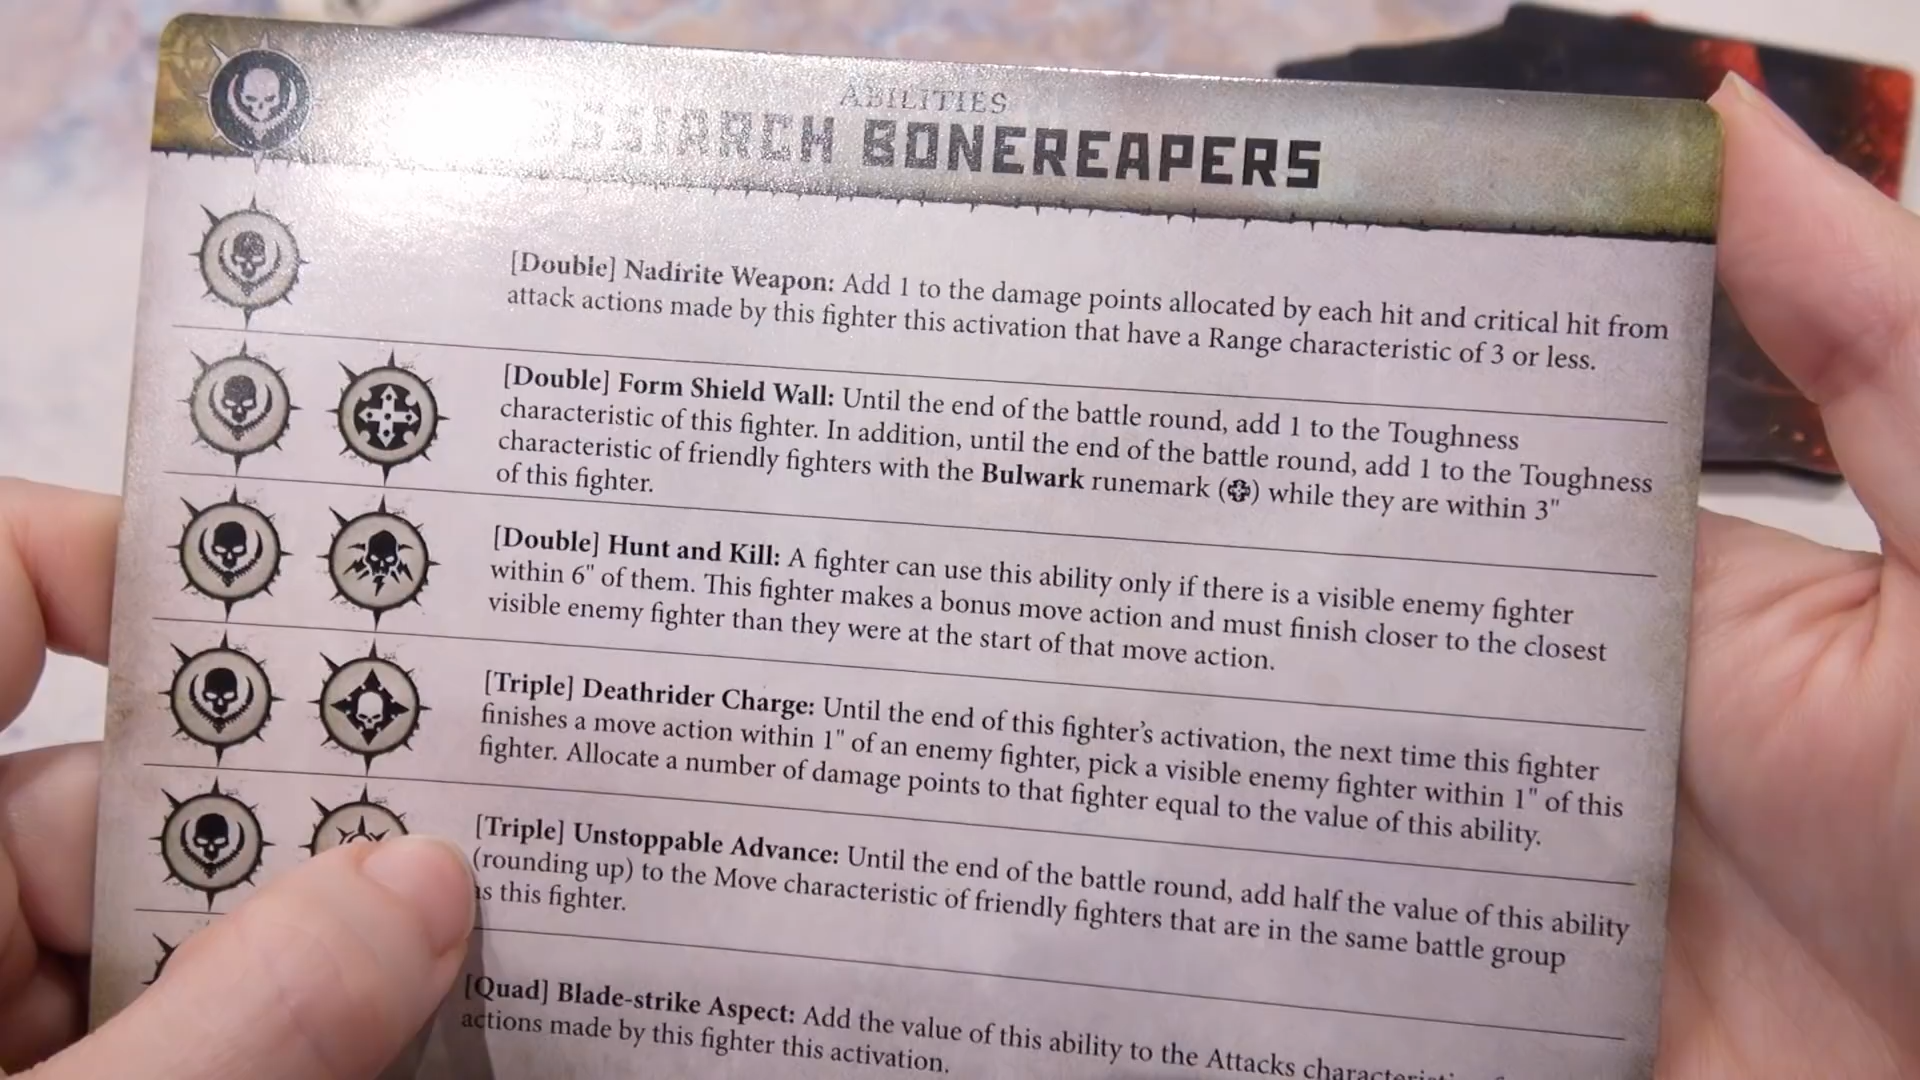 ABILITIES
OSSIARCH BONEREAPERS
[Double] Nadirite Weapon: Add 1 to the damage points allocated by each hit and critical hit from
attack actions made by this fighter this activation that have a Range characteristic of 3 or less.
[Double] Form Shield Wall: Until the end of the battle round, add 1 to the Toughness
characteristic of this fighter. In addition, until the end of the battle round, add 1 to the Toughness
characteristic of friendly fighters with the Bulwark runemark () while they are within 3"
of this fighter.
[Double] Hunt and Kill: A fighter can use this ability only if there is a visible enemy fighter
within 6" of them. This fighter makes a bonus move action and must finish closer to the closest
visible enemy fighter than they were at the start of that move action.
[Triple] Deathrider Charge: Until the end of this fighter's activation, the next time this fighter
finishes a move action within 1" of an enemy fighter, pick a visible enemy fighter within 1" of this
fighter. Allocate a number of damage points to that fighter equal to the value of this ability.
[Triple] Unstoppable Advance: Until the end of the battle round, add half the value of this ability
(rounding up) to the Move characteristic of friendly fighters that are in the same battle group
as this fighter.
[Quad] Blade-strike Aspect: Add the value of this ability to the Attacks
actions made by this fighter this activation.